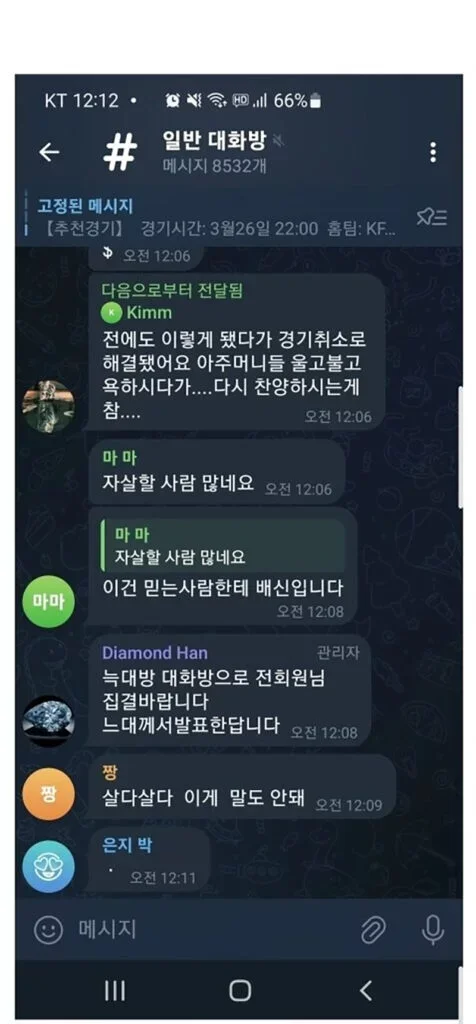 KT 12:12 • HD 66%
일반 대화방
메시지 8532개
고정된 메시지
【추천경기】 경기시간: 3월26일 22:00 홈팀: KF...
$ 오전 12:06
다음으로부터 전달됨
K Kimm
전에도 이렇게 됐다가 경기취소로
해결됐어요 아주머니들 울고불고
욕하시다가....다시 찬양하시는게
참....
오전 12:06
마 마
자살할 사람 많네요 오전 12:06
마 마
자살할 사람 많네요
이건 믿는사람한테 배신입니다
마마
오전 12:08
Diamond Han 관리자
늑대방 대화방으로 전회원님
집결바랍니다
느대께서발표한답니다 오전 12:08
짱
짱
살다살다 이게 말도 안돼 오전 12:09
은지 박
. 오전 12:11
메시지